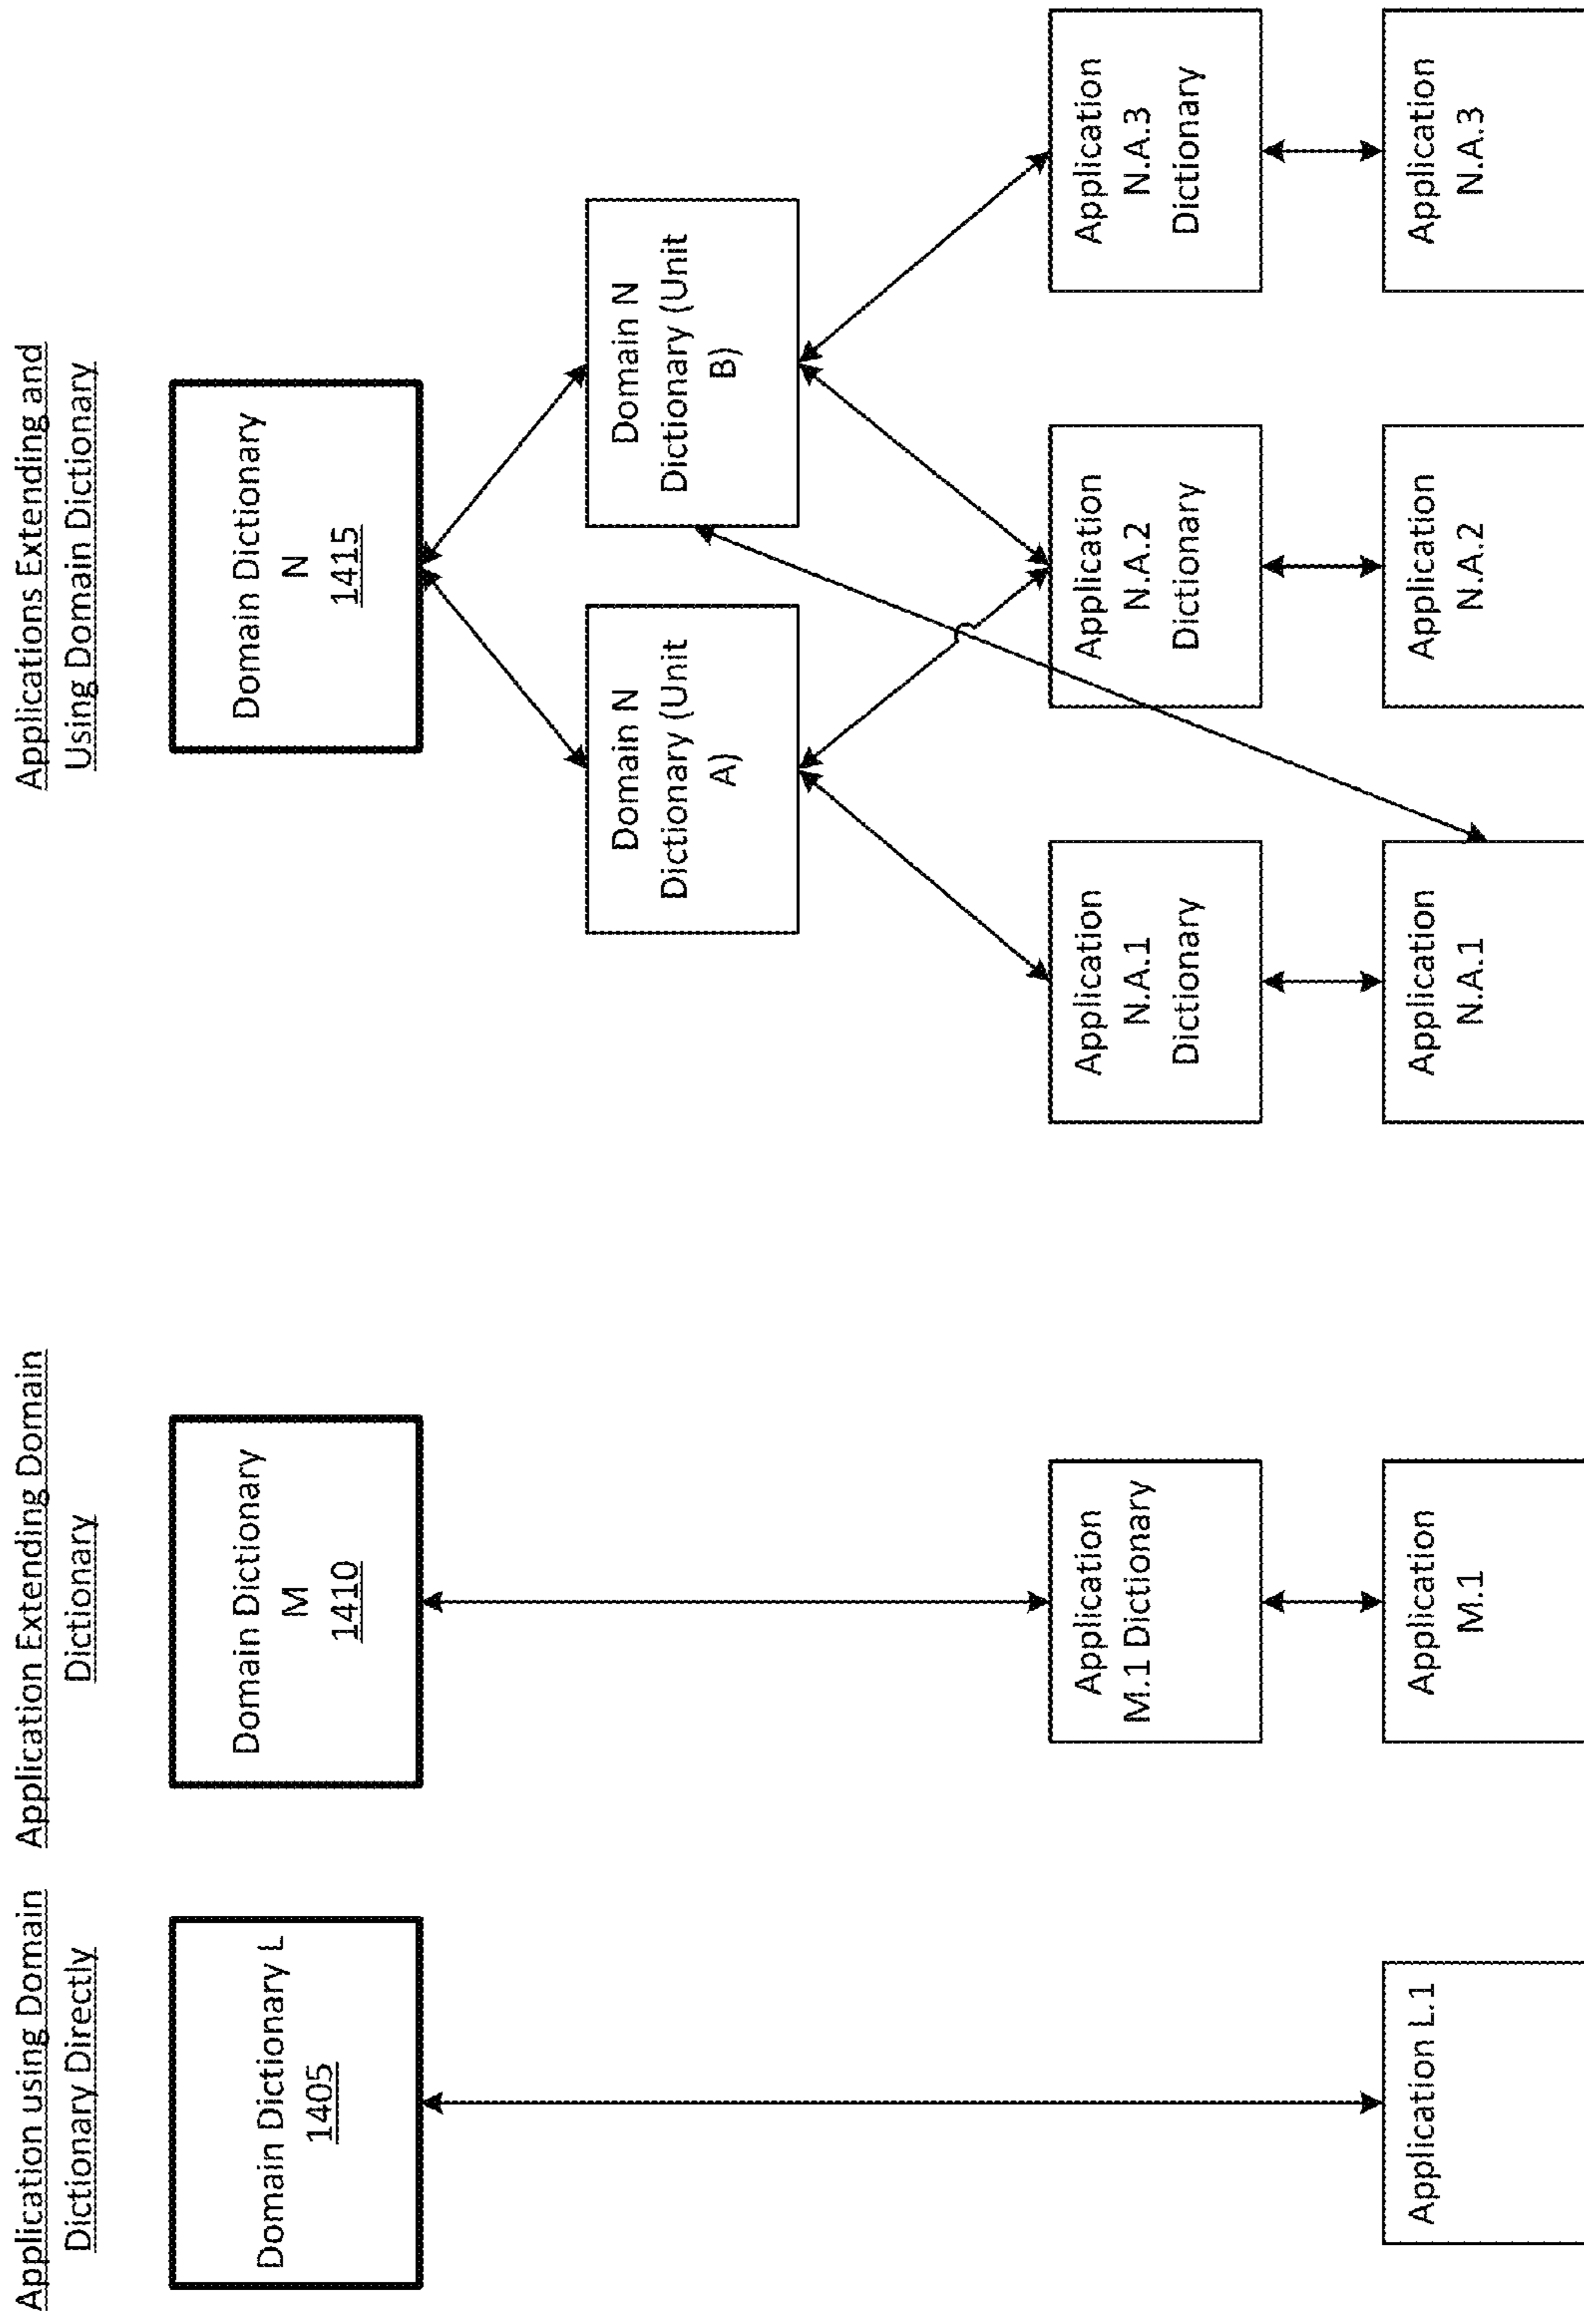 Application using Domain
Dictionary Directly
Application Extending Domain
Dictionary
Applications Extending and
Using Domain Dictionary
Domain Dictionary L
1405
Domain Dictionary
M
1410
Domain Dictionary
N
1415
Domain N
Dictionary (Unit
A)
Domain N
Dictionary (Unit
B)
Application
M.1 Dictionary
Application
N.A.1
Dictionary
Application
N.A.2
Dictionary
Application
N.A.3
Dictionary
Application L.1
Application
M.1
Application
N.A.1
Application
N.A.2
Application
N.A.3